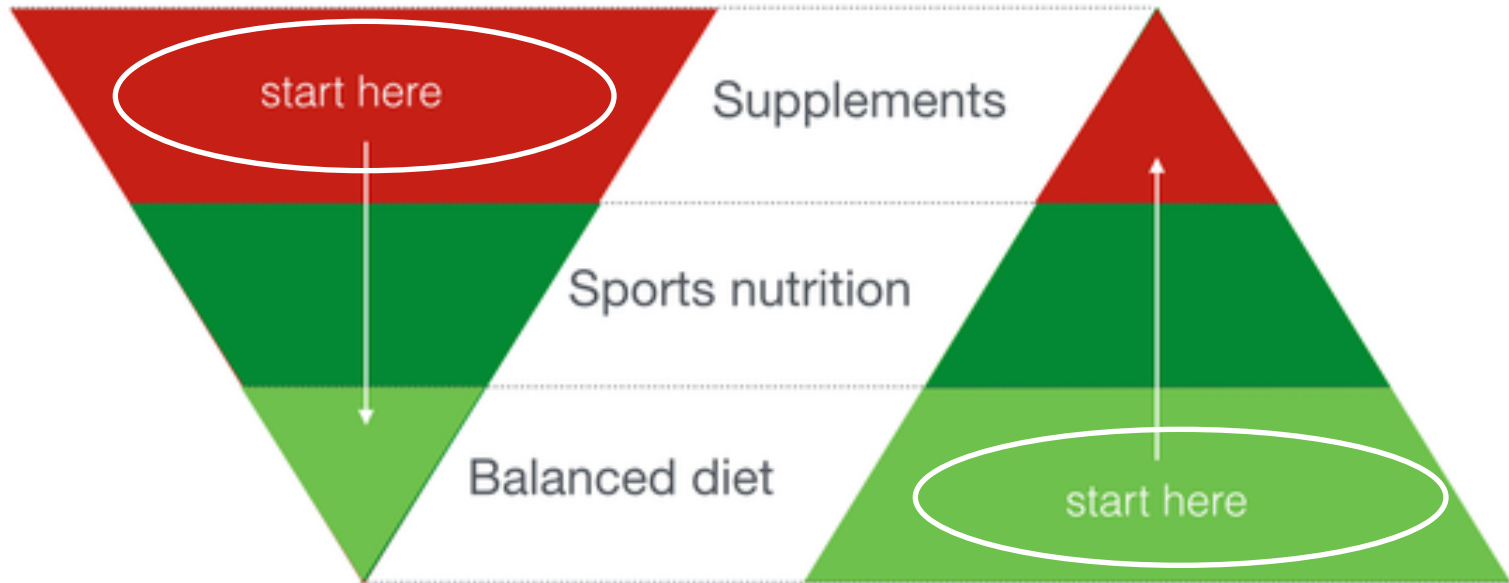 start here
Supplements
Sports nutrition
Balanced diet
start here